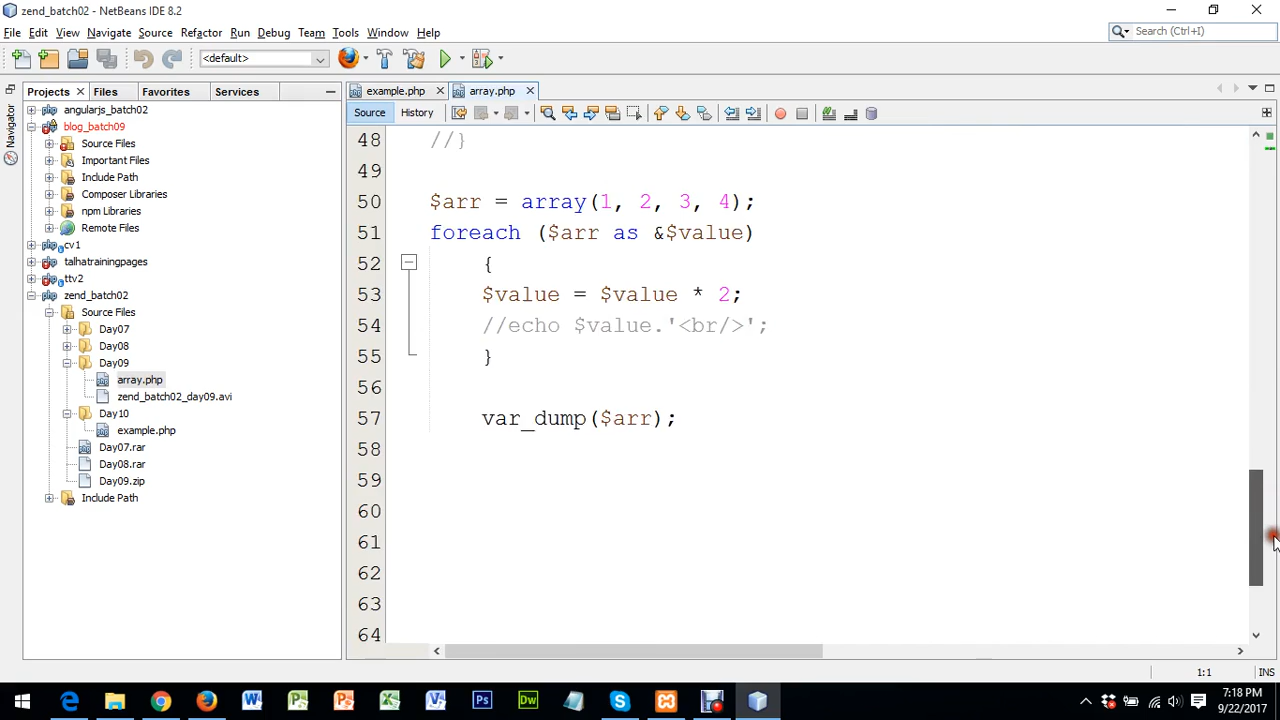 zend_batch02 - NetBeans IDE 8.2
File Edit View Navigate Source Refactor Run Debug Team Tools Window Help
Search (Ctrl+I)
<default>
Projects Files Favorites Services
example.php array.php
Source History
Navigator
angularjs_batch02
blog_batch09
Source Files
Important Files
Include Path
Composer Libraries
npm Libraries
Remote Files
cv1
talhatrainingpages
ttv2
zend_batch02
Source Files
Day07
Day08
Day09
array.php
zend_batch02_day09.avi
Day10
example.php
Day07.rar
Day08.rar
Day09.zip
Include Path
48 //}
49
50 $arr = array(1, 2, 3, 4);
51 foreach ($arr as &$value)
52 {
53 $value = $value * 2;
54 //echo $value.'<br/>';
55 }
56
57 var_dump($arr);
58
59
60
61
62
63
64
1:1 INS
7:18 PM
9/22/2017